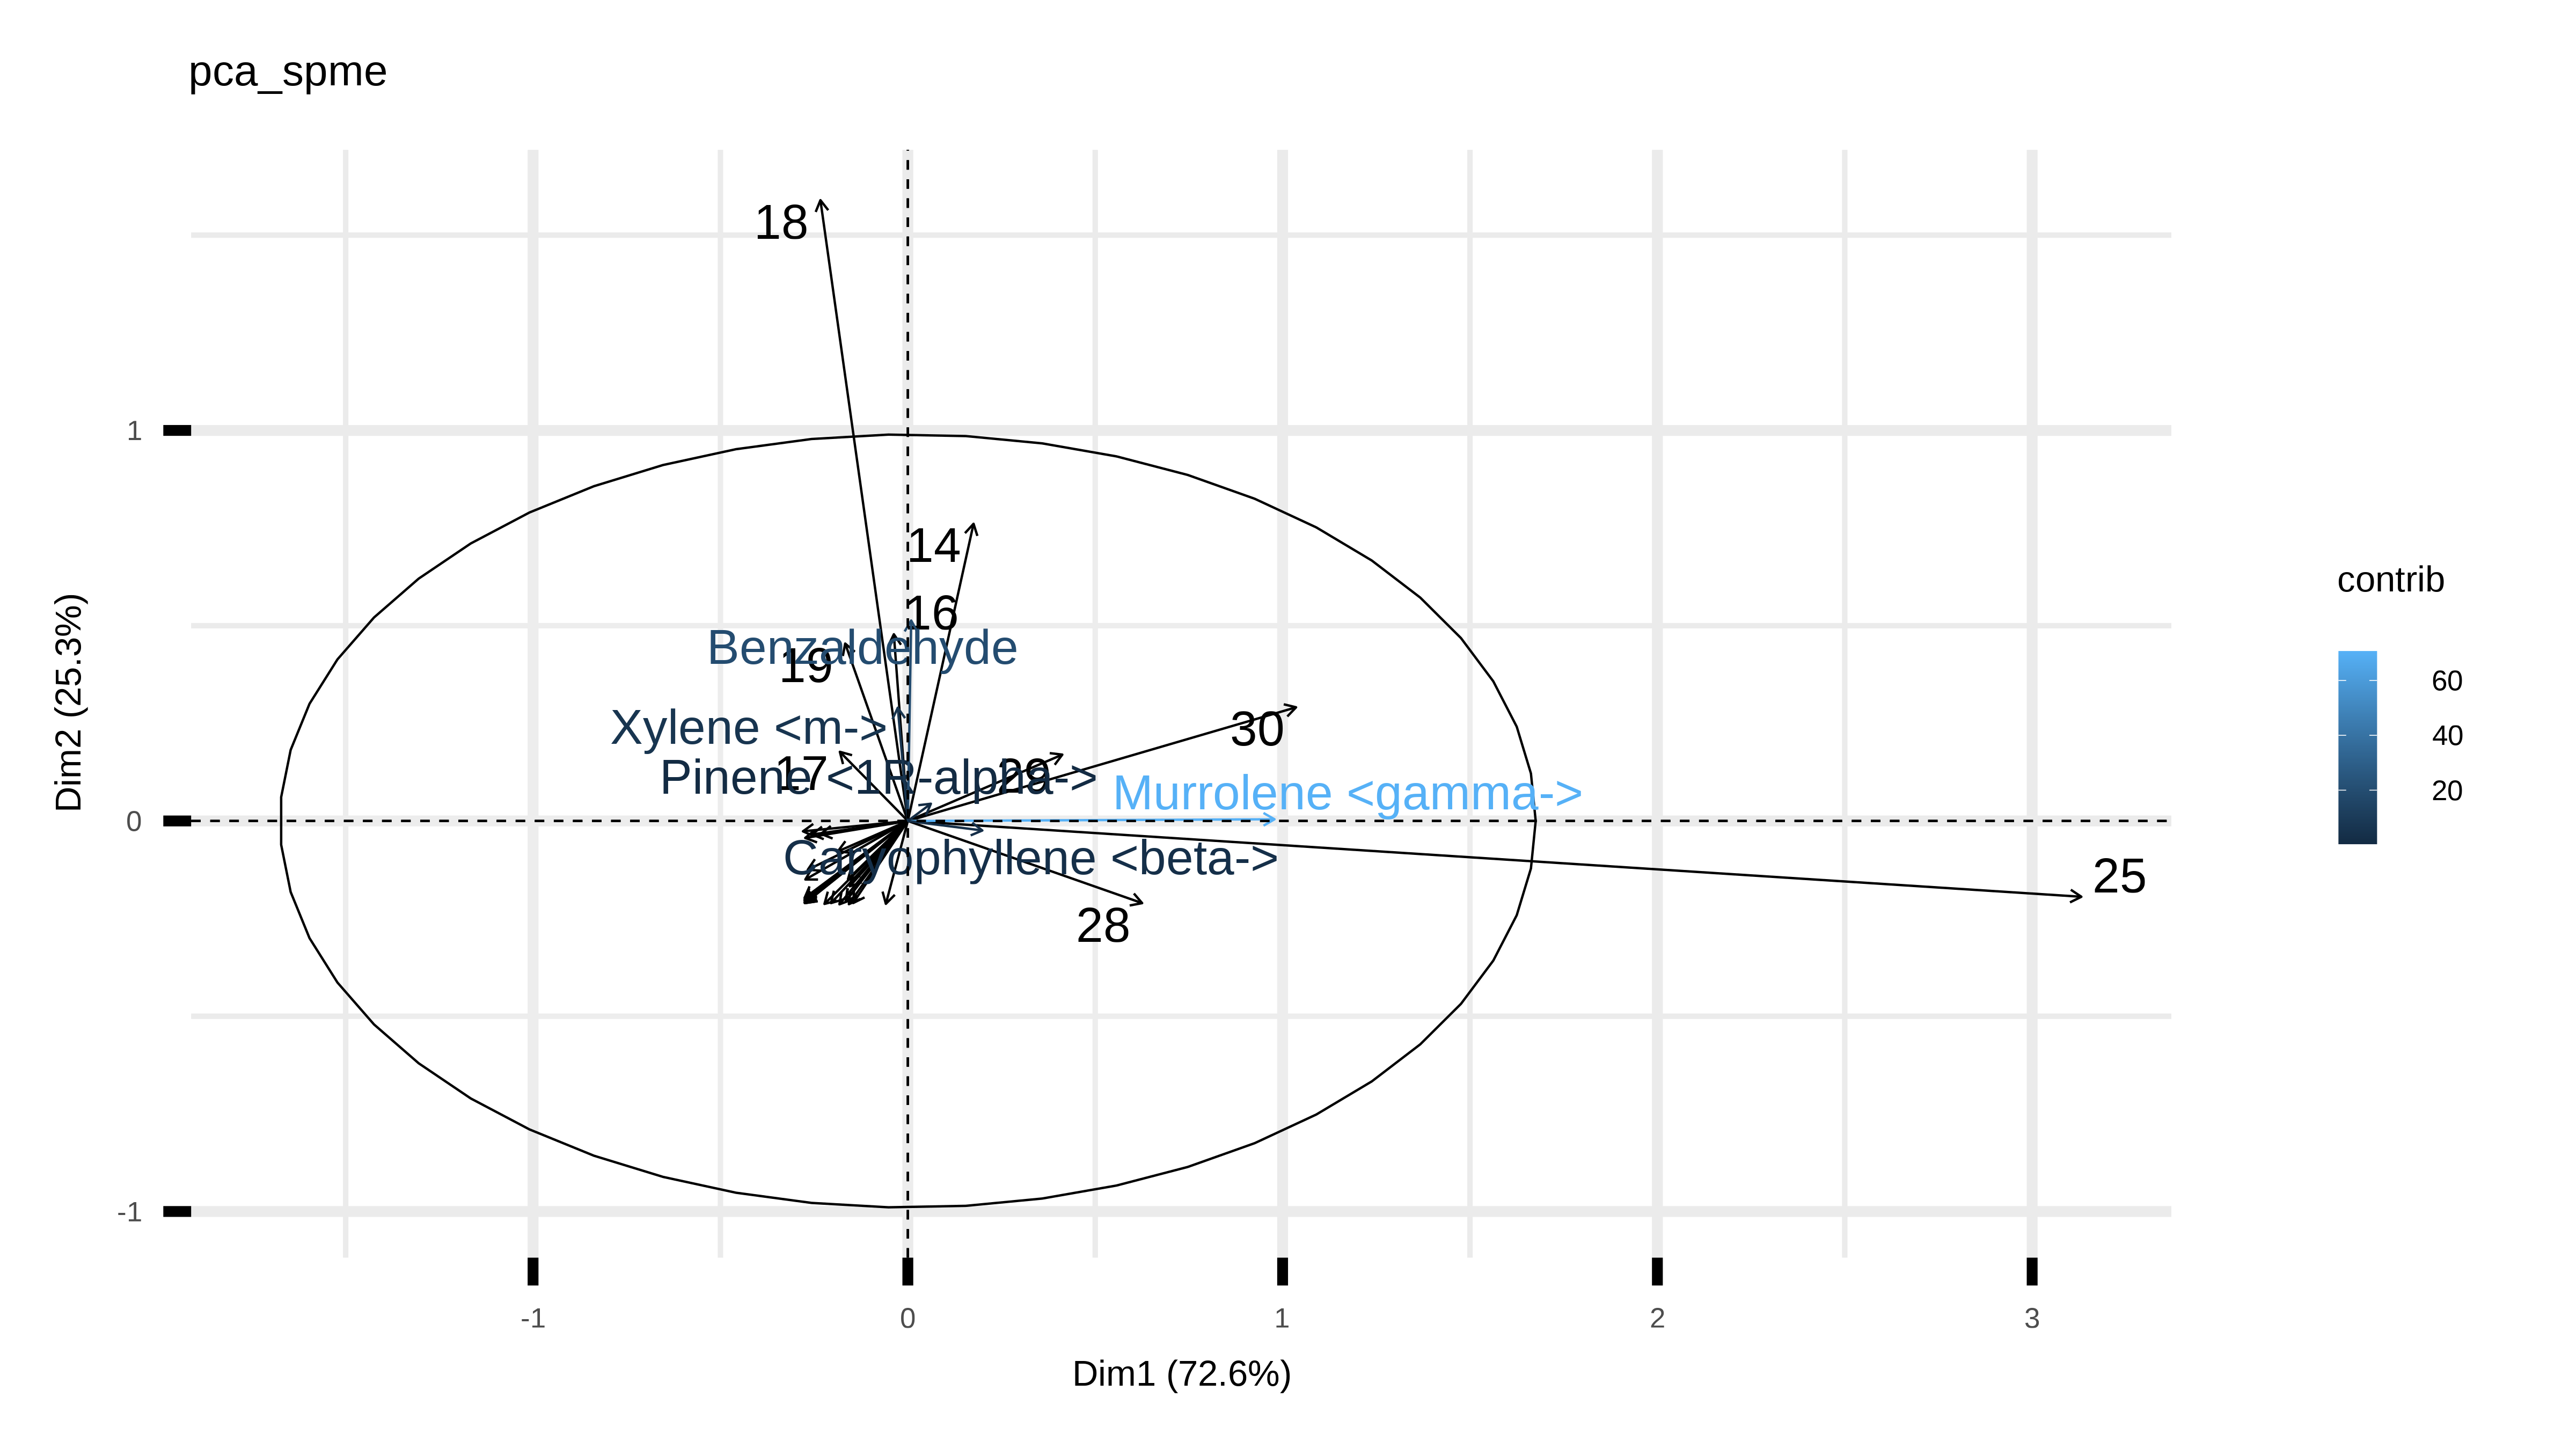 pca_spme
18
14
16
Benzaldehyde
19
Xylene <m->
30
17
Pinene <1R-alpha->
29
Murrolene <gamma->
Caryophyllene <beta->
25
28
1
0
-1
Dim2 (25.3%)
-1
0
1
2
3
Dim1 (72.6%)
contrib
60
40
20